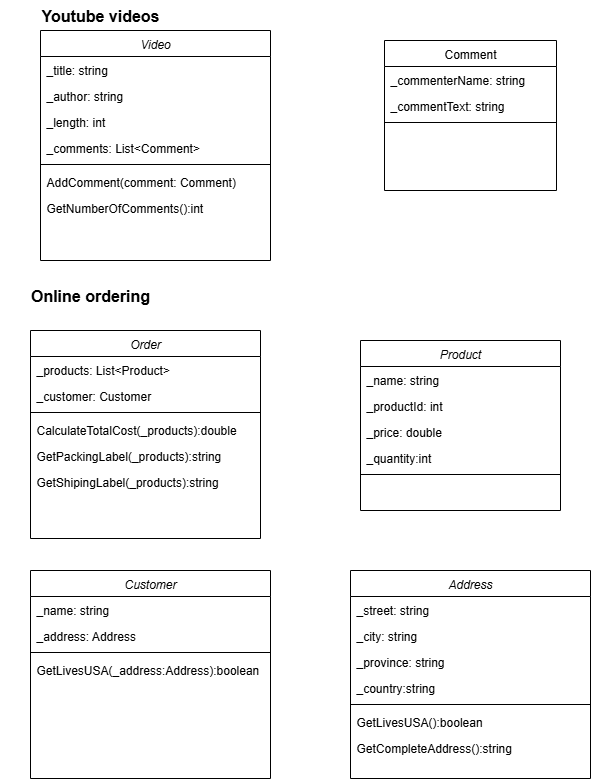 Youtube videos
Video
_title: string
_author: string
_length: int
_comments: List<Comment>
AddComment(comment: Comment)
GetNumberOfComments():int
Comment
_commenterName: string
_commentText: string
Online ordering
Order
_products: List<Product>
_customer: Customer
CalculateTotalCost(_products):double
GetPackingLabel(_products):string
GetShipingLabel(_products):string
Product
_name: string
_productId: int
_price: double
_quantity:int
Customer
_name: string
_address: Address
GetLivesUSA(_address:Address):boolean
Address
_street: string
_city: string
_province: string
_country:string
GetLivesUSA():boolean
GetCompleteAddress():string